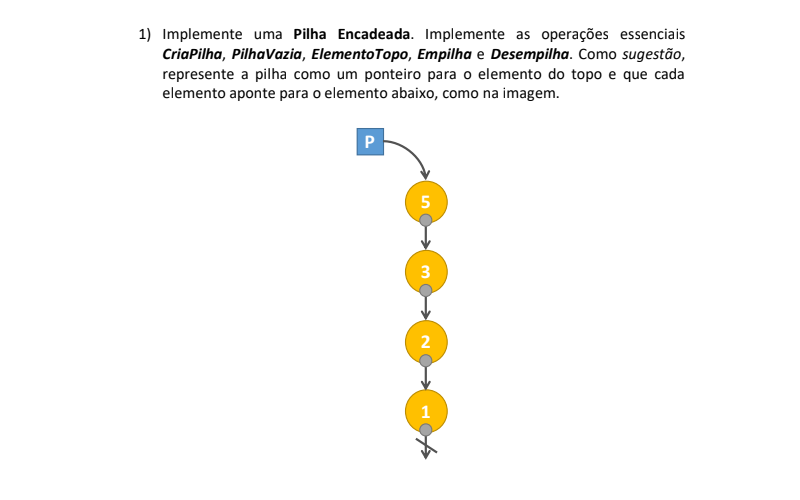 1) Implemente uma Pilha Encadeada. Implemente as operações essenciais
CriaPilha, PilhaVazia, ElementoTopo, Empilha e Desempilha. Como sugestão,
represente a pilha como um ponteiro para o elemento do topo e que cada
elemento aponte para o elemento abaixo, como na imagem.
P
5
3
2
1